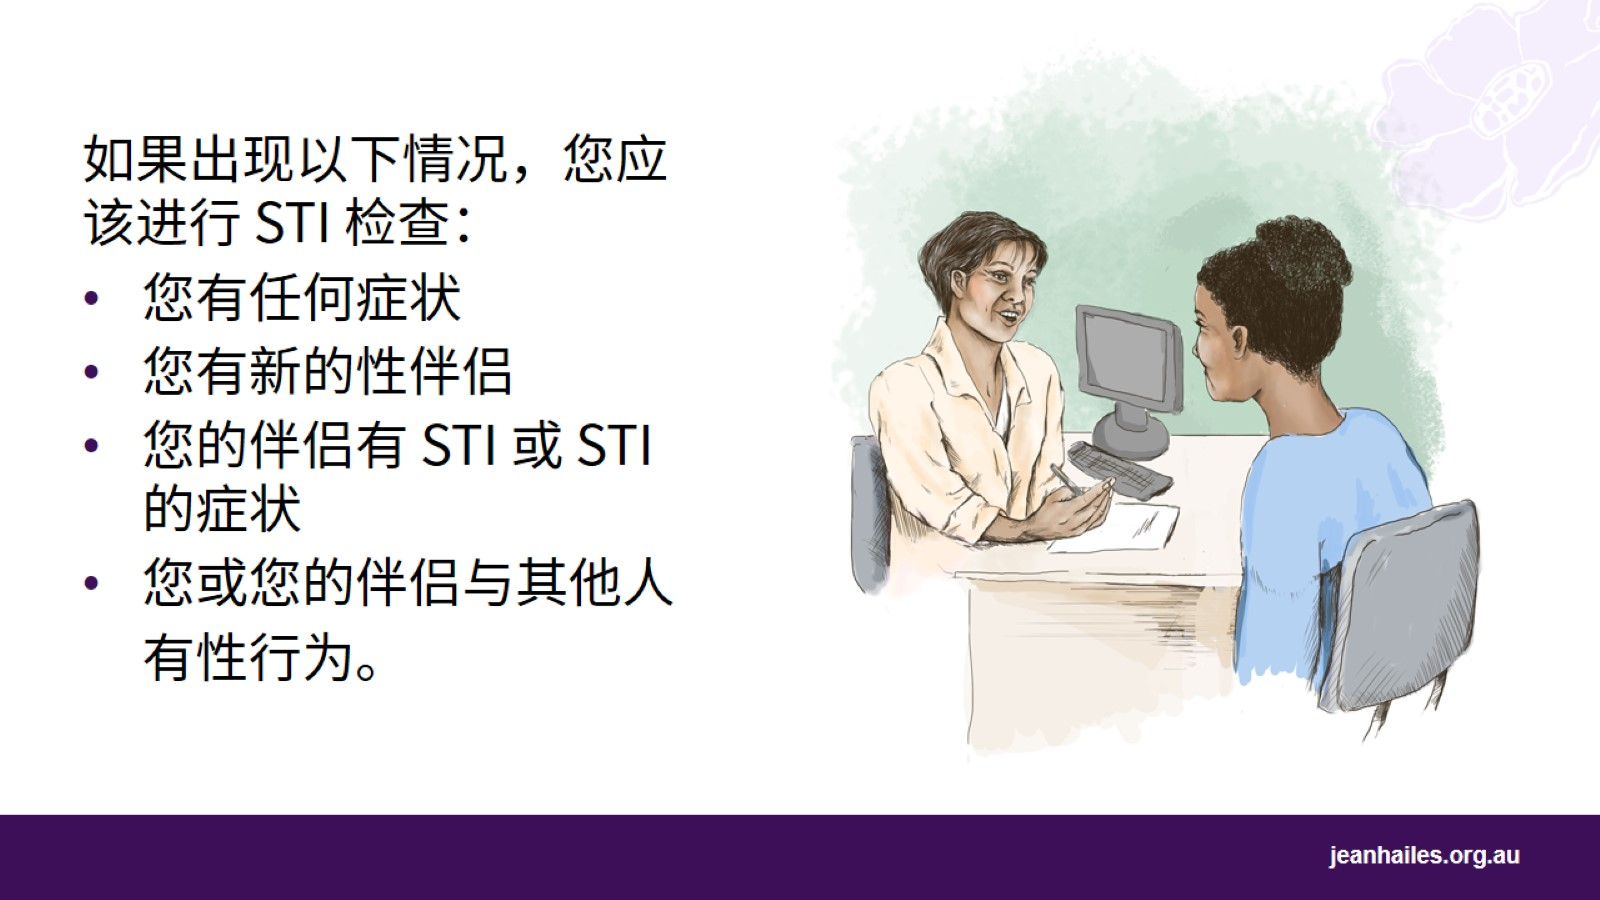 如果出现以下情况，您应
该进行 STI 检查：
• 您有任何症状
• 您有新的性伴侣
• 您的伴侣有 STI 或 STI
的症状
• 您或您的伴侣与其他人
有性行为。
jeanhailes.org.au